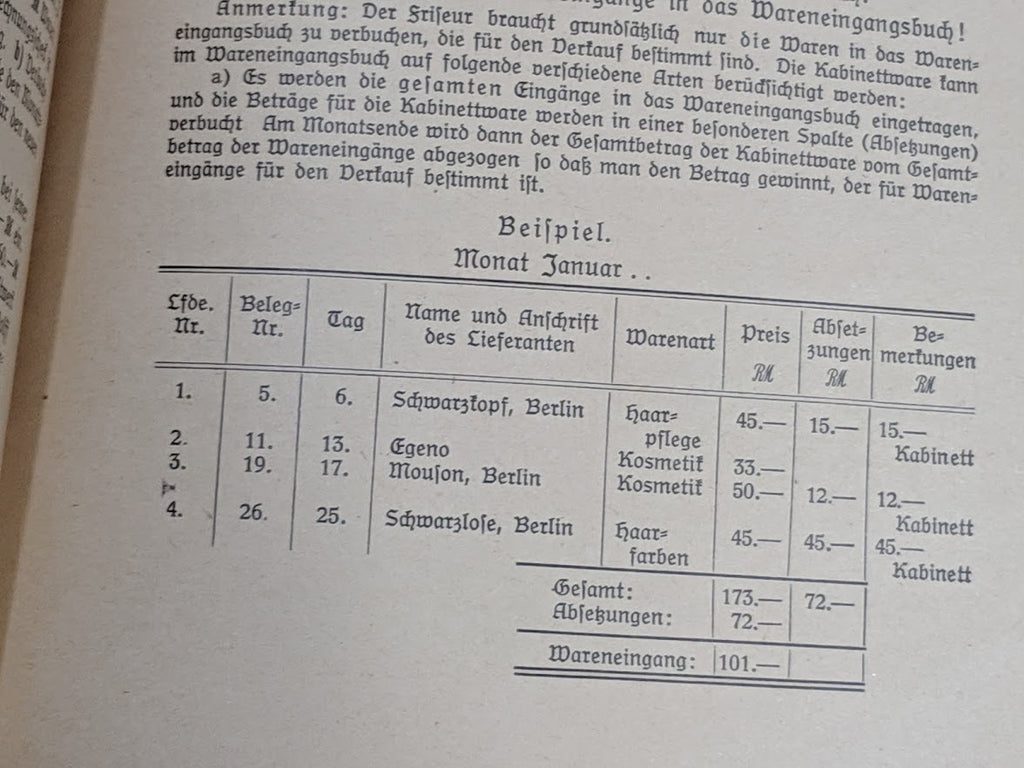 in das Wareneingangsbuch!
Anmerkung: Der Friseur braucht grundsätzlich nur die Waren in das Waren-
eingangsbuch zu verbuchen, die für den Verkauf bestimmt sind. Die Kabinettware kann
im Wareneingangsbuch auf folgende verschiedene Arten berücksichtigt werden:
a) Es werden die gesamten Eingänge in das Wareneingangsbuch eingetragen,
und die Beträge für die Kabinettware werden in einer besonderen Spalte (Absetzungen)
verbucht Am Monatsende wird dann der Gesamtbetrag der Kabinettware vom Gesamt-
betrag der Wareneingänge abgezogen so daß man den Betrag gewinnt, der für Waren-
eingänge für den Verkauf bestimmt ist.
Beispiel.
Monat Januar . .
Lfde. Nr. Beleg- Nr. Tag Name und Anschrift des Lieferanten Warenart Preis RM Abset- zungen RM Be- merkungen RM
1. 5. 6. Schwarzkopf, Berlin Haar- 45.— 15.— 15.—
pflege Kabinett
2. 11. 13. Egeno Kosmetik 33.—
3. 19. 17. Mouson, Berlin Kosmetik 50.— 12.— 12.—
Kabinett
4. 26. 25. Schwarzlose, Berlin Haar- 45.— 45.— 45.—
farben Kabinett
Gesamt: 173.— 72.—
Absetzungen: 72.—
Wareneingang: 101.—